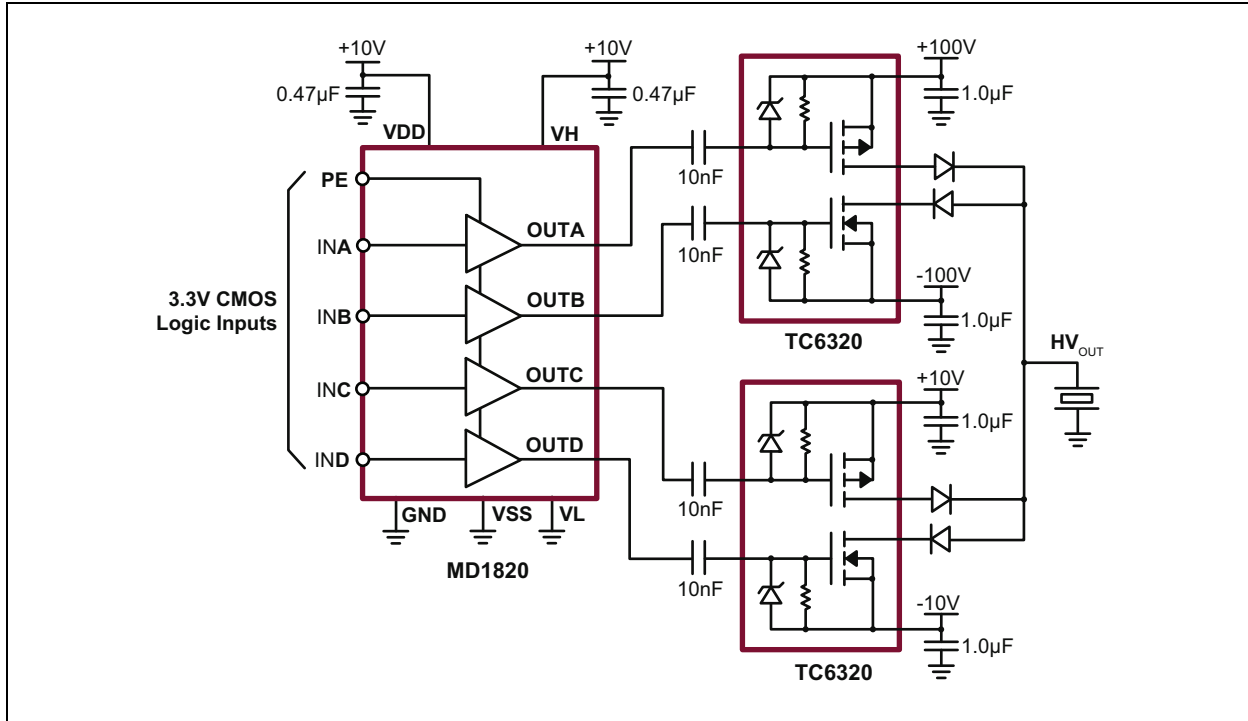 +10V
+10V
0.47µF
0.47µF
VDD
VH
PE
INA
INB
INC
IND
3.3V CMOS
Logic Inputs
OUTA
OUTB
OUTC
OUTD
GND
VSS
VL
MD1820
10nF
10nF
10nF
10nF
+100V
1.0µF
-100V
1.0µF
TC6320
+10V
1.0µF
-10V
1.0µF
TC6320
HVOUT